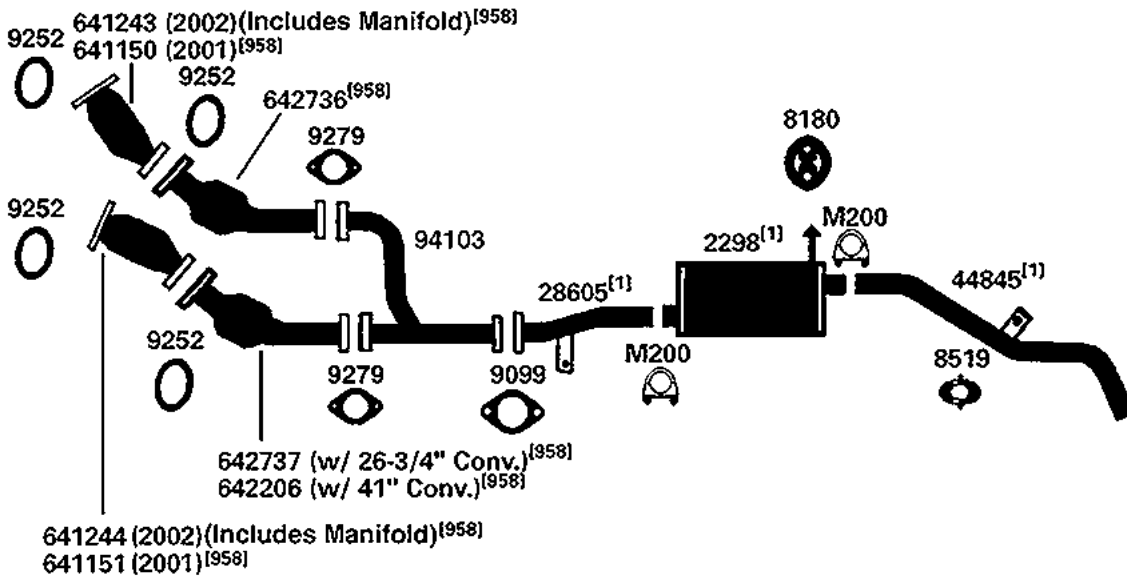 641243 (2002)(Includes Manifold)[958]
9252
641150 (2001)[958]
9252
642736[958]
9279
8180
9252
M200
94103
2298[1]
28605[1]
44845[1]
9252
M200
8519
9279
9099
642737 (w/ 26-3/4" Conv.)[958]
642206 (w/ 41" Conv.)[958]
641244 (2002)(Includes Manifold)[958]
641151 (2001)[958]